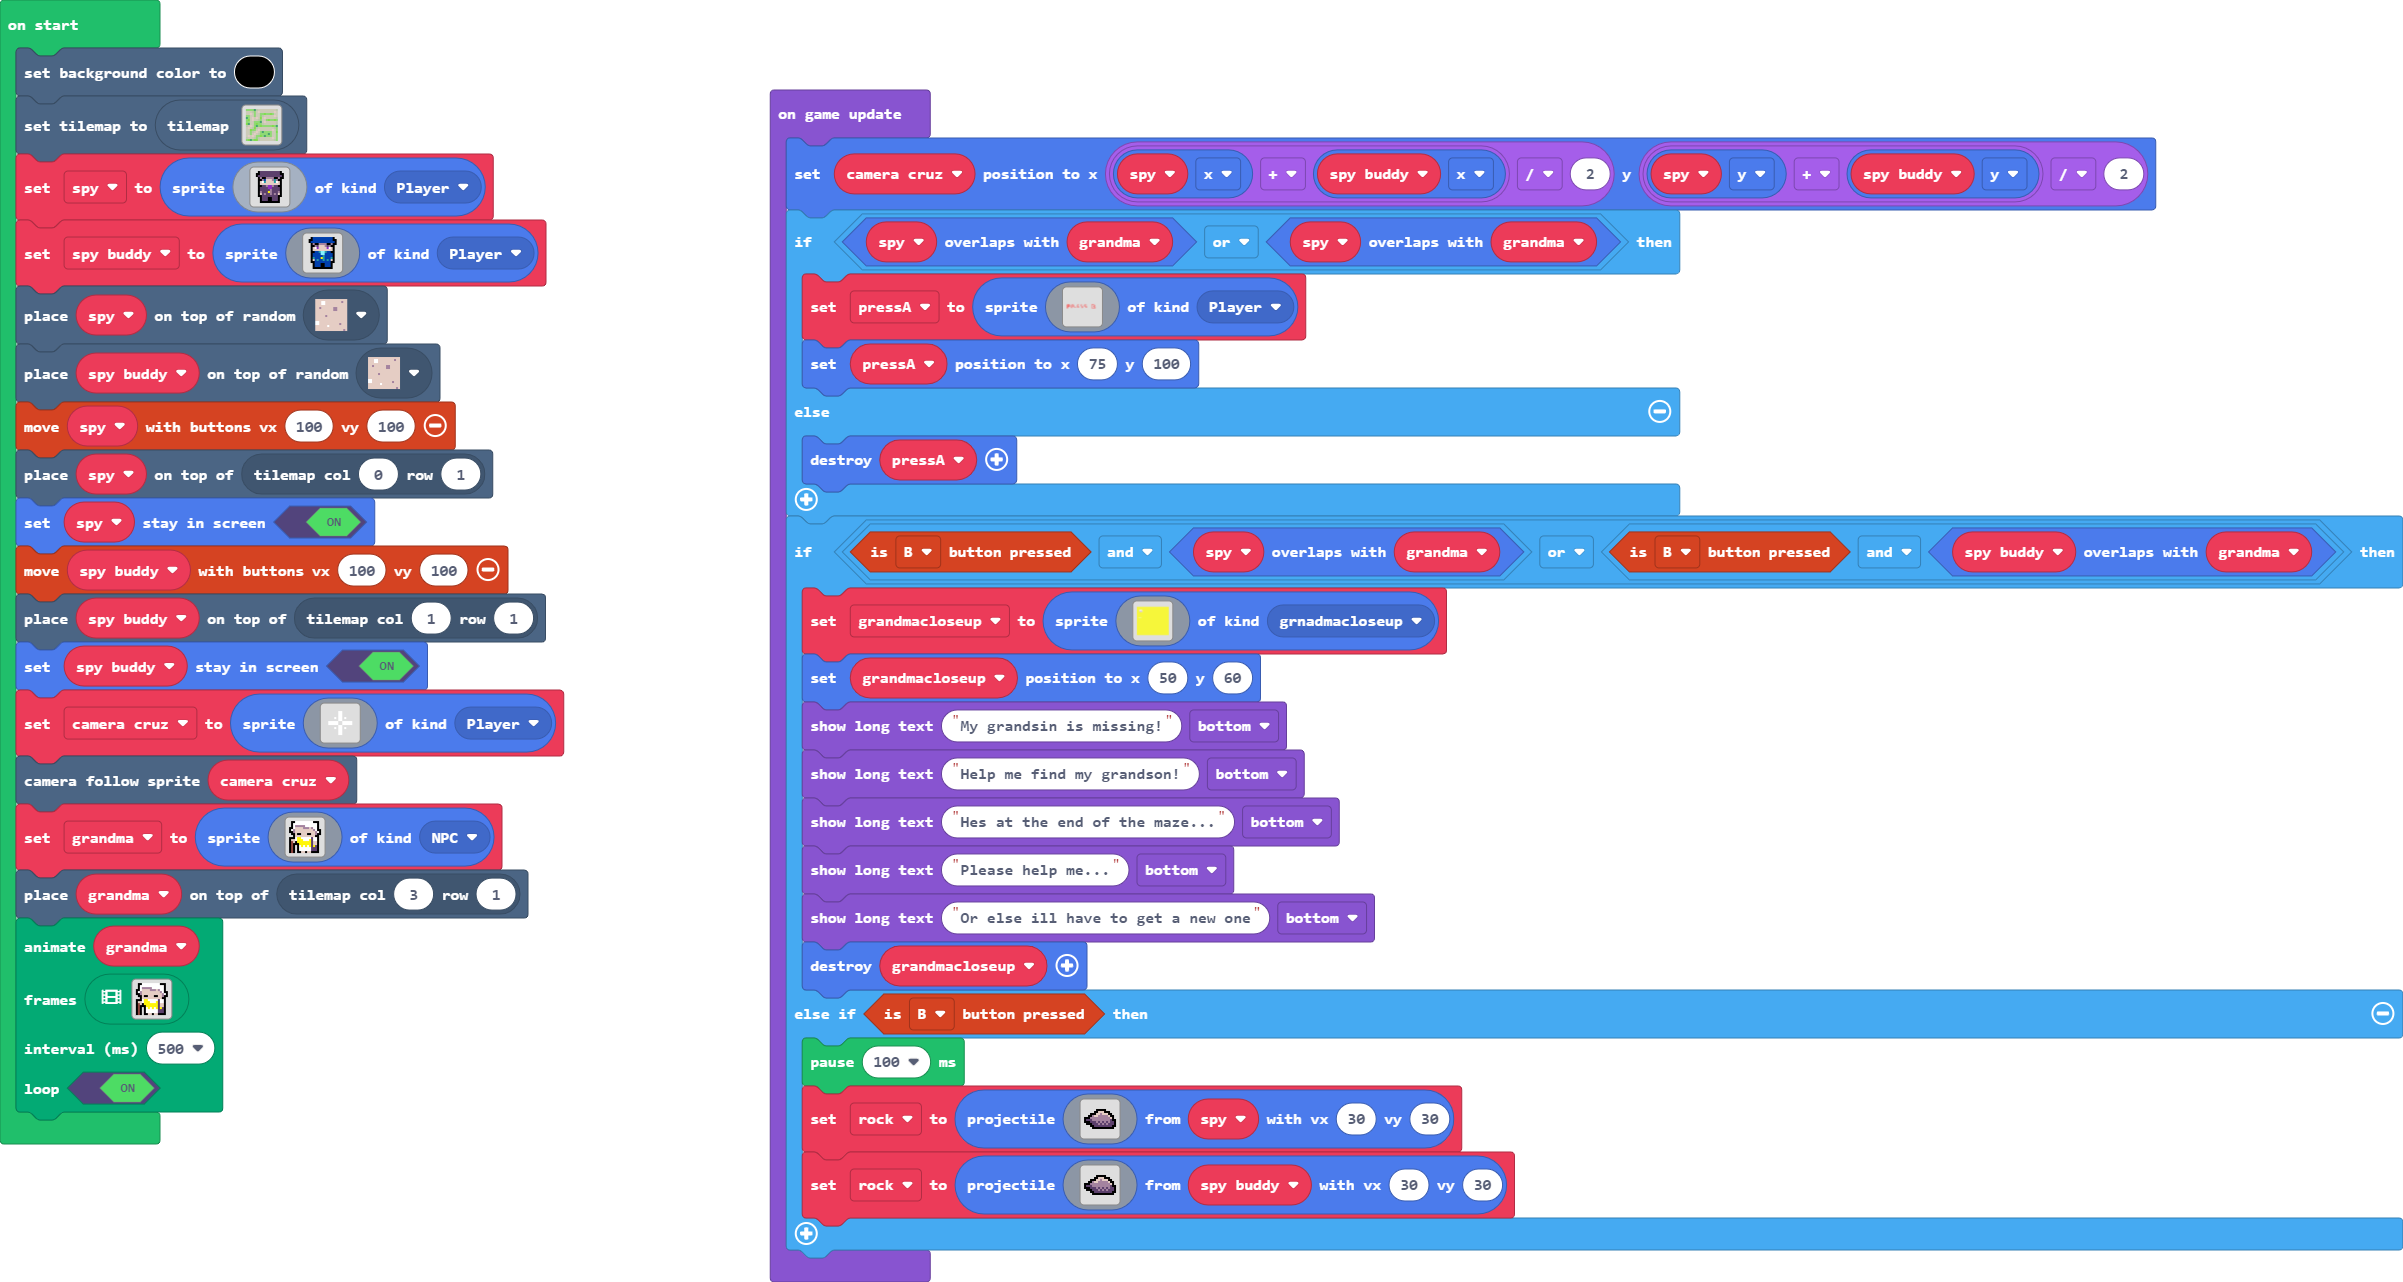 on start
set background color to
set tilemap to tilemap
set spy to sprite of kind Player
set spy buddy to sprite of kind Player
place spy on top of random
place spy buddy on top of random
move spy with buttons vx 100 vy 100
place spy on top of tilemap col 0 row 1
set spy stay in screen ON
move spy buddy with buttons vx 100 vy 100
place spy buddy on top of tilemap col 1 row 1
set spy buddy stay in screen ON
set camera cruz to sprite of kind Player
camera follow sprite camera cruz
set grandma to sprite of kind NPC
place grandma on top of tilemap col 3 row 1
animate grandma
frames
interval (ms) 500
loop ON
on game update
set camera cruz position to x spy x + spy buddy x / 2 y spy y + spy buddy y / 2
if spy overlaps with grandma or spy overlaps with grandma then
set pressA to sprite of kind Player
set pressA position to x 75 y 100
else
destroy pressA
if is B button pressed and spy overlaps with grandma or is B button pressed and spy buddy overlaps with grandma then
set grandmacloseup to sprite of kind grnadmacloseup
set grandmacloseup position to x 50 y 60
show long text "My grandsin is missing!" bottom
show long text "Help me find my grandson!" bottom
show long text "Hes at the end of the maze..." bottom
show long text "Please help me..." bottom
show long text "Or else ill have to get a new one" bottom
destroy grandmacloseup
else if is B button pressed then
pause 100 ms
set rock to projectile from spy with vx 30 vy 30
set rock to projectile from spy buddy with vx 30 vy 30